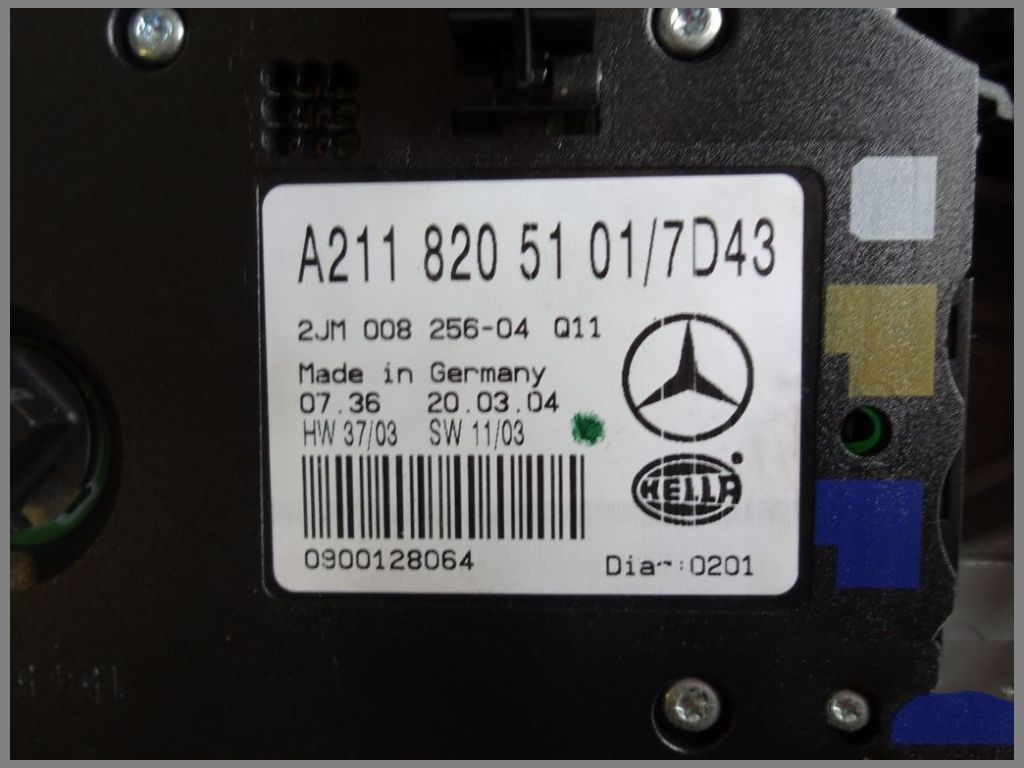 A211 820 51 01/7D43
2JM 008 256-04 Q11
Made in Germany
07.36 20.03.04
HW 37/03 SW 11/03
HELLA
0900128064
Dia~:0201